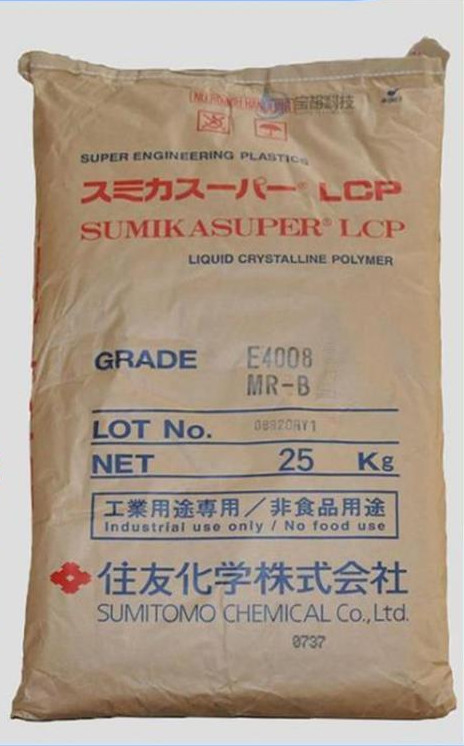 SUPER ENGINEERING PLASTICS
スミカスーパー® LCP
SUMIKASUPER® LCP
LIQUID CRYSTALLINE POLYMER
GRADE E4008
MR-B
LOT No.
NET 25 Kg
工業用途専用／非食品用途
Industrial use only / No food use
住友化学株式会社
SUMITOMO CHEMICAL Co.,Ltd.
0737